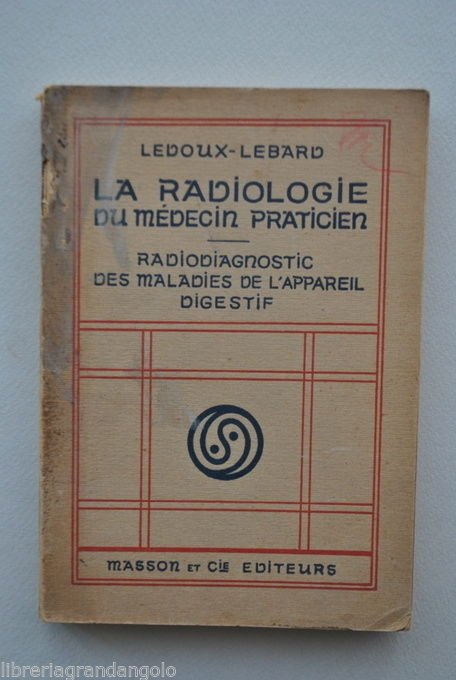 LEDOUX-LEBARD
LA RADIOLOGIE
DU MÉDECIN PRATICIEN
RADIODIAGNOSTIC
DES MALADIES DE L'APPAREIL
DIGESTIF
MASSON ET CIE EDITEURS
libreriagrandangolo